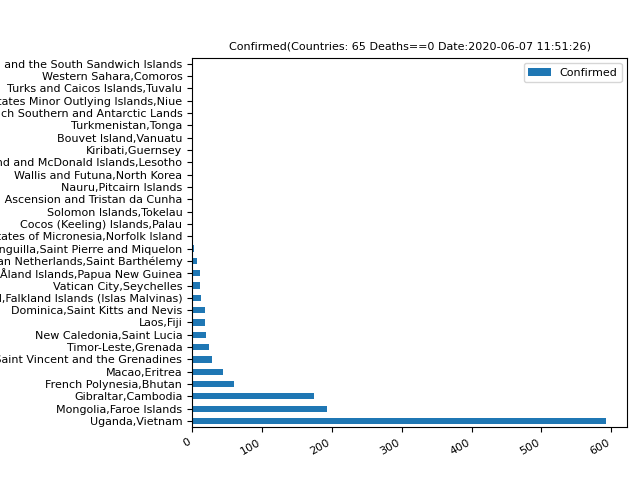 Confirmed(Countries: 65 Deaths==0 Date:2020-06-07 11:51:26)
Confirmed
and the South Sandwich Islands
Western Sahara,Comoros
Turks and Caicos Islands,Tuvalu
Minor Outlying Islands,Niue
Southern and Antarctic Lands
Turkmenistan,Tonga
Bouvet Island,Vanuatu
Kiribati,Guernsey
and McDonald Islands,Lesotho
Wallis and Futuna,North Korea
Nauru,Pitcairn Islands
Ascension and Tristan da Cunha
Solomon Islands,Tokelau
Cocos (Keeling) Islands,Palau
of Micronesia,Norfolk Island
nguilla,Saint Pierre and Miquelon
an Netherlands,Saint Barthélemy
Åland Islands,Papua New Guinea
Vatican City,Seychelles
,Falkland Islands (Islas Malvinas)
Dominica,Saint Kitts and Nevis
Laos,Fiji
New Caledonia,Saint Lucia
Timor-Leste,Grenada
Saint Vincent and the Grenadines
Macao,Eritrea
French Polynesia,Bhutan
Gibraltar,Cambodia
Mongolia,Faroe Islands
Uganda,Vietnam
0 100 200 300 400 500 600